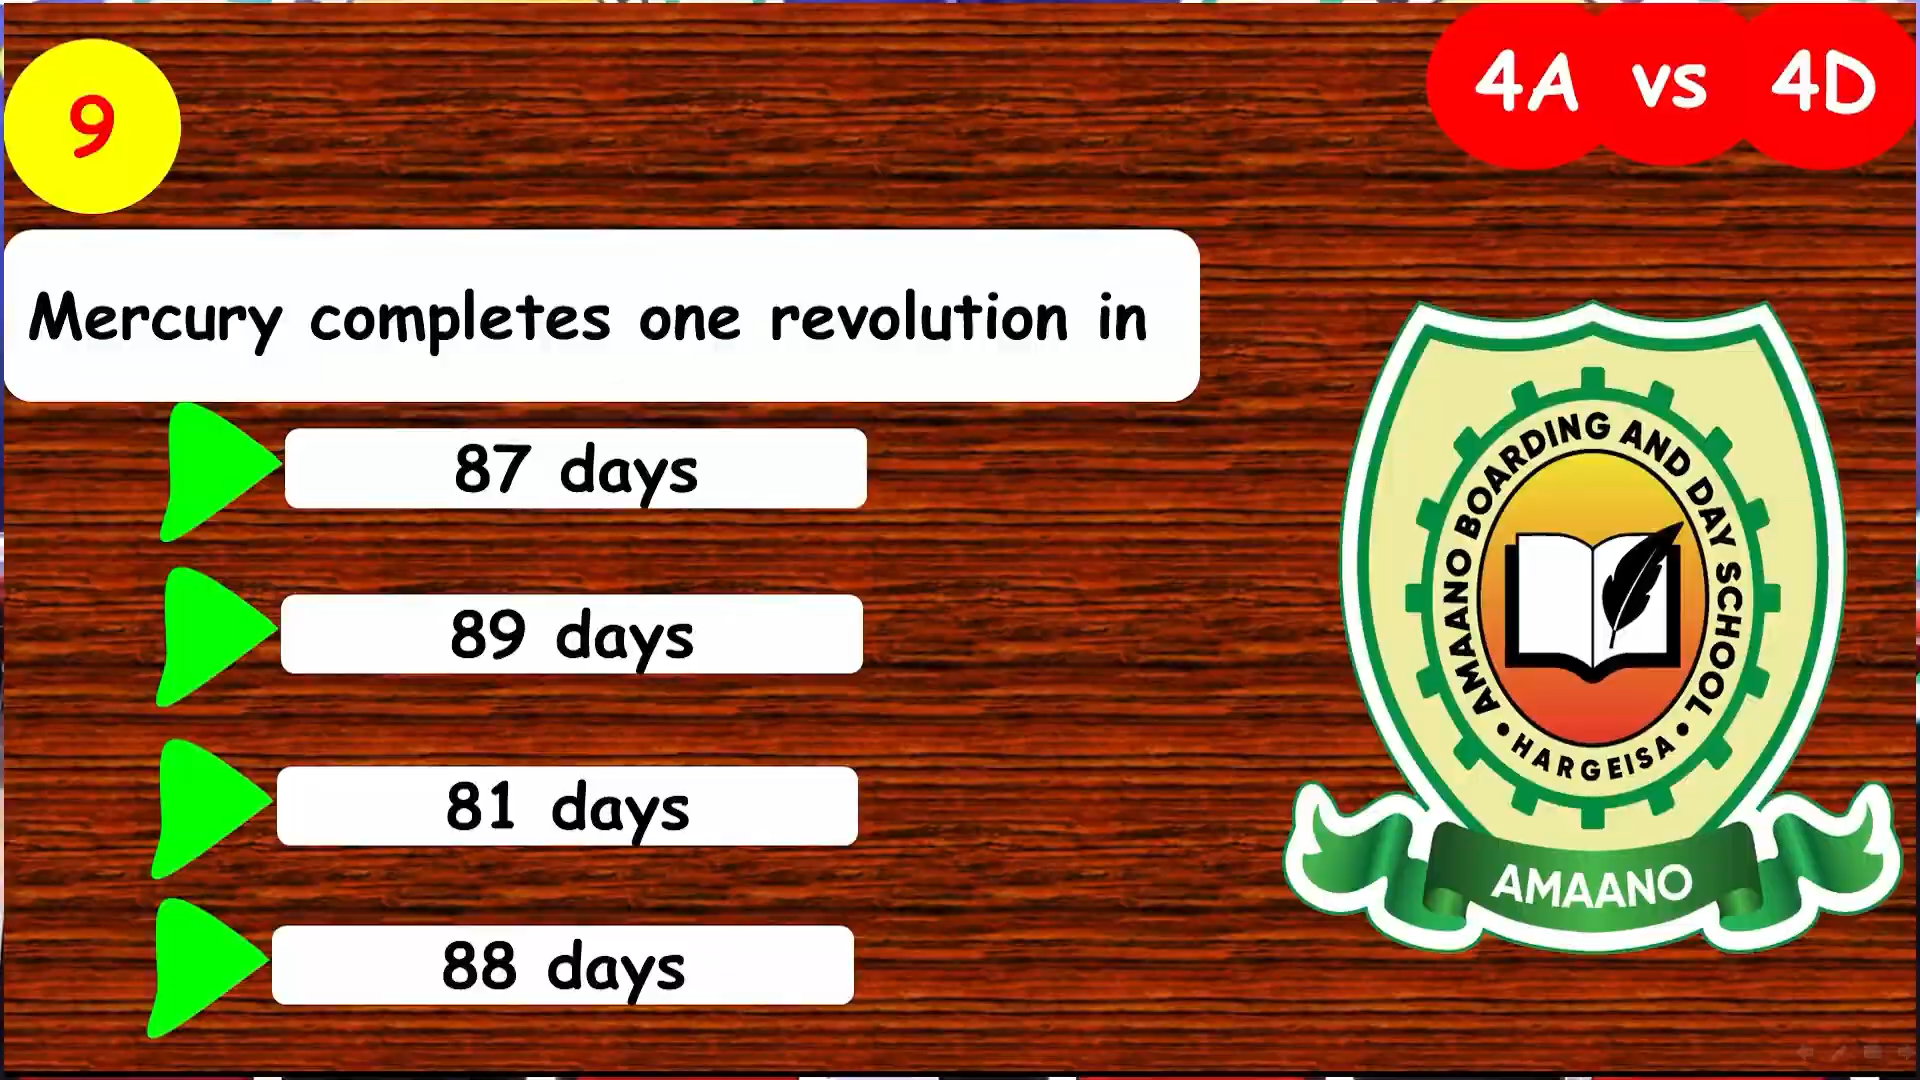 9
4A vs 4D
Mercury completes one revolution in
87 days
89 days
81 days
88 days
AMAANO BOARDING AND DAY SCHOOL
• HARGEISA •
AMAANO